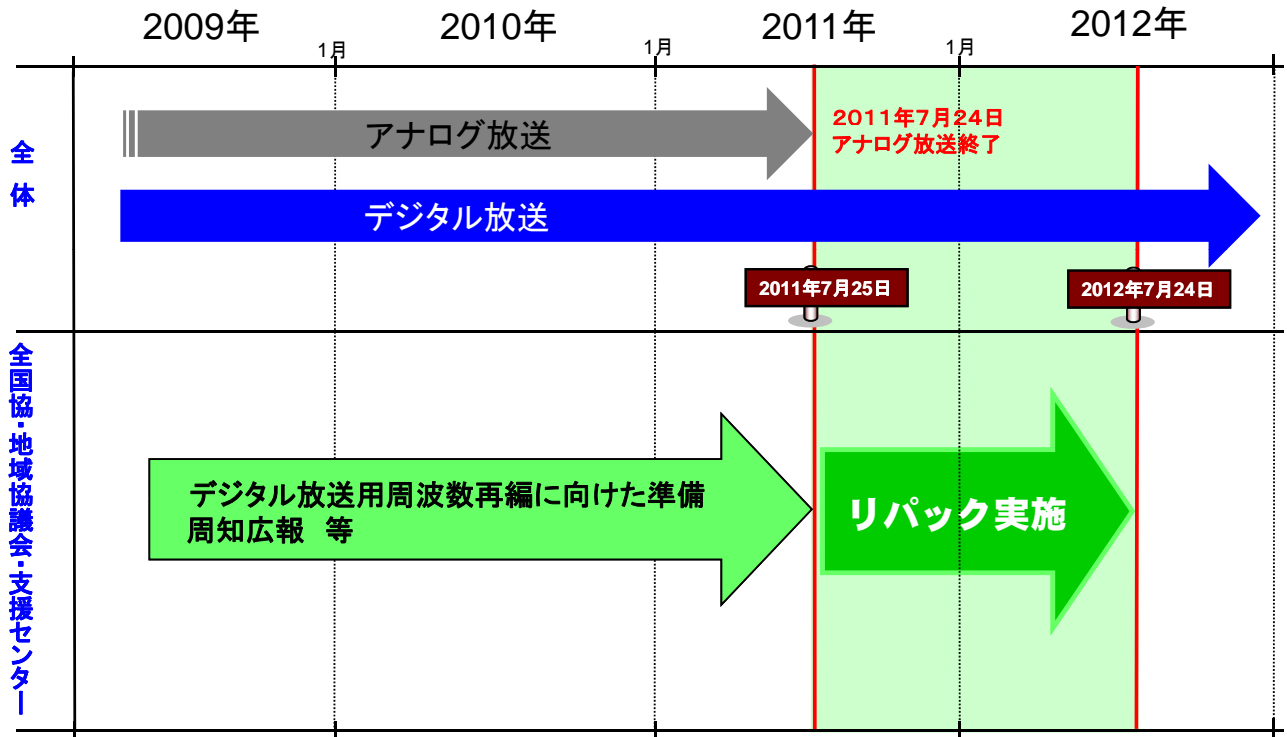 2009年
2010年
2011年
2012年
1月
1月
1月
全体
アナログ放送
2011年7月24日
アナログ放送終了
デジタル放送
2011年7月25日
2012年7月24日
全国協・地域協議会・支援センター
デジタル放送用周波数再編に向けた準備
周知広報　等
リパック実施